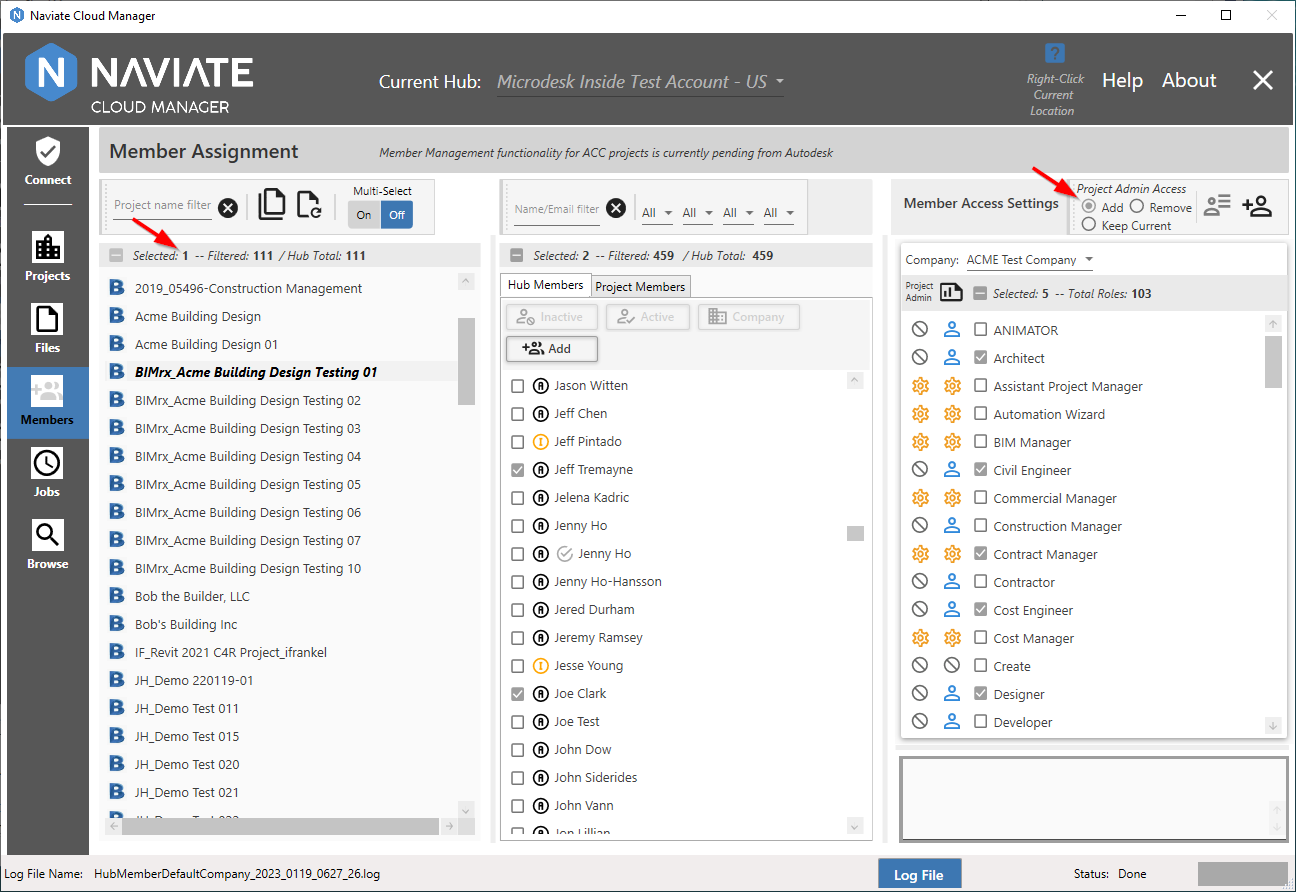 Naviate Cloud Manager
NAVIATE
CLOUD MANAGER
Current Hub: Microdesk Inside Test Account - US
?
Right-Click
Current
Location
Help About
Connect
Projects
Files
Members
Jobs
Browse
Member Assignment
Member Management functionality for ACC projects is currently pending from Autodesk
Project name filter
Multi-Select
On Off
Selected: 1 -- Filtered: 111 / Hub Total: 111
2019_05496-Construction Management
Acme Building Design
Acme Building Design 01
BIMrx_Acme Building Design Testing 01
BIMrx_Acme Building Design Testing 02
BIMrx_Acme Building Design Testing 03
BIMrx_Acme Building Design Testing 04
BIMrx_Acme Building Design Testing 05
BIMrx_Acme Building Design Testing 06
BIMrx_Acme Building Design Testing 07
BIMrx_Acme Building Design Testing 10
Bob the Builder, LLC
Bob's Building Inc
IF_Revit 2021 C4R Project_ifrankel
JH_Demo 220119-01
JH_Demo Test 011
JH_Demo Test 015
JH_Demo Test 020
JH_Demo Test 021
Name/Email filter
All All All All
Selected: 2 -- Filtered: 459 / Hub Total: 459
Hub Members Project Members
Inactive Active Company
Add
Jason Witten
Jeff Chen
Jeff Pintado
Jeff Tremayne
Jelena Kadric
Jenny Ho
Jenny Ho
Jenny Ho-Hansson
Jered Durham
Jeremy Ramsey
Jesse Young
Joe Clark
Joe Test
John Dow
John Siderides
John Vann
Jon Lillian
Member Access Settings
Project Admin Access
Add Remove
Keep Current
Company: ACME Test Company
Project
Admin
Selected: 5 -- Total Roles: 103
ANIMATOR
Architect
Assistant Project Manager
Automation Wizard
BIM Manager
Civil Engineer
Commercial Manager
Construction Manager
Contract Manager
Contractor
Cost Engineer
Cost Manager
Create
Designer
Developer
Log File Name: HubMemberDefaultCompany_2023_0119_0627_26.log
Log File
Status: Done